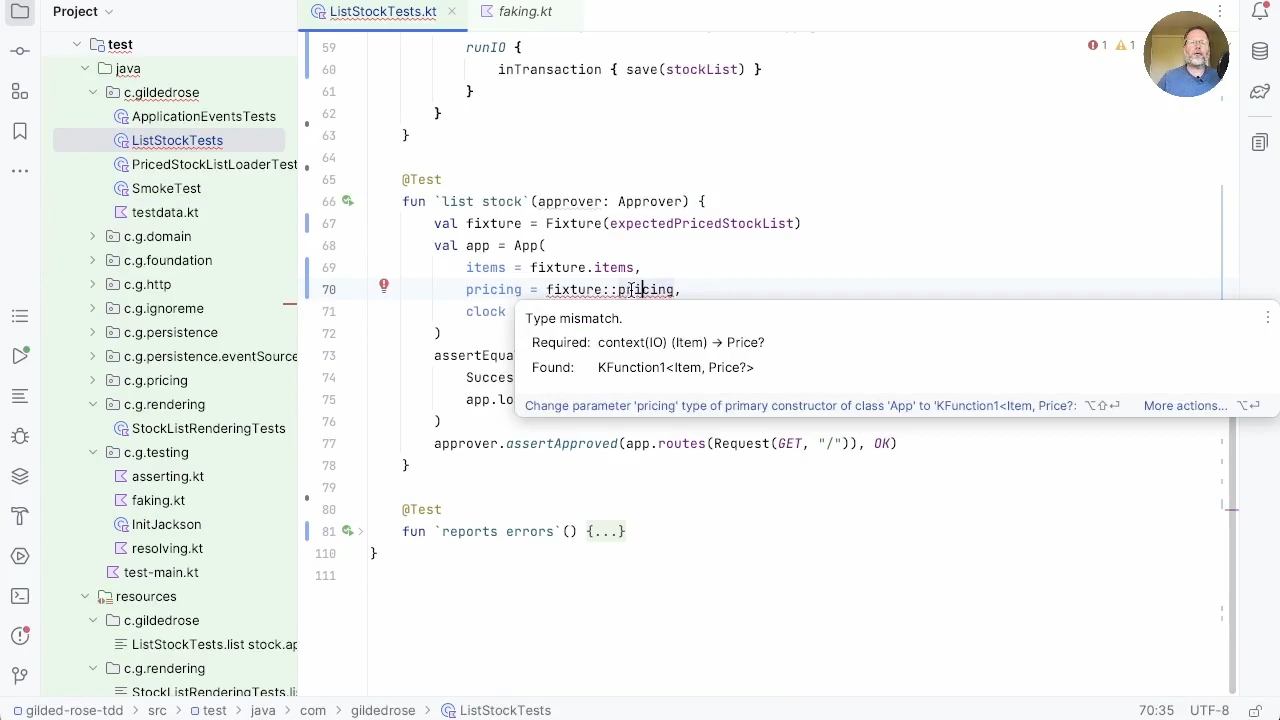 Project
ListStockTests.kt
faking.kt
test
java
c.gildedrose
ApplicationEventsTests
ListStockTests
PricedStockListLoaderTest
SmokeTest
testdata.kt
c.g.domain
c.g.foundation
c.g.http
c.g.ignoreme
c.g.persistence
c.g.persistence.eventSource
c.g.pricing
c.g.rendering
StockListRenderingTests
c.g.testing
asserting.kt
faking.kt
InitJackson
resolving.kt
test-main.kt
resources
c.gildedrose
ListStockTests.list stock.ap
c.g.rendering
StockListRenderingTests.lis
1 1
59 runIO {
60 inTransaction { save(stockList) }
61 }
62 }
63 }
64
65 @Test
66 fun `list stock`(approver: Approver) {
67 val fixture = Fixture(expectedPricedStockList)
68 val app = App(
69 items = fixture.items,
70 pricing = fixture::pricing,
71 clock
72 )
73 assertEqua
74 Succes
75 app.lo
76 )
77 approver.assertApproved(app.routes(Request(GET, "/")), OK)
78 }
79
80 @Test
81 fun `reports errors`() {...}
110 }
111
Type mismatch.
Required: context(IO) (Item) → Price?
Found: KFunction1<Item, Price?>
Change parameter 'pricing' type of primary constructor of class 'App' to 'KFunction1<Item, Price?: ⌥⇧⏎ More actions... ⌥⏎
gilded-rose-tdd > src > test > java > com > gildedrose > ListStockTests
70:35 UTF-8